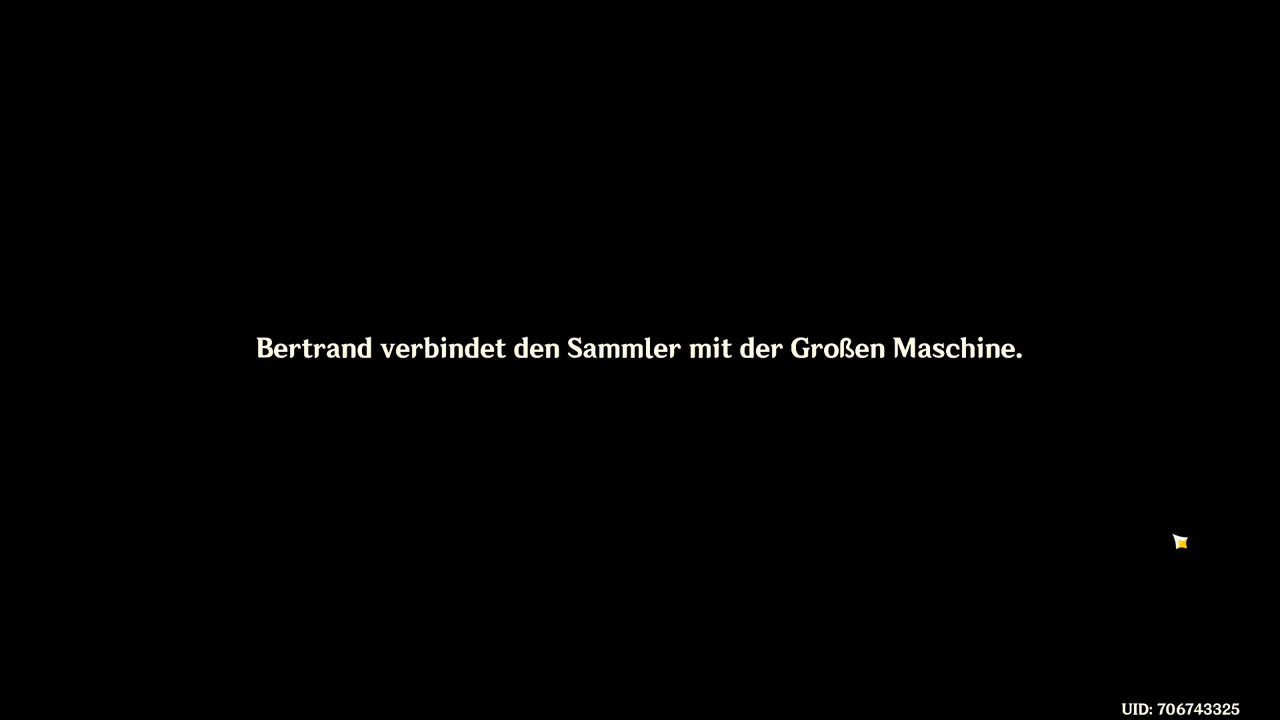 Bertrand verbindet den Sammler mit der Großen Maschine.
UID: 706743325